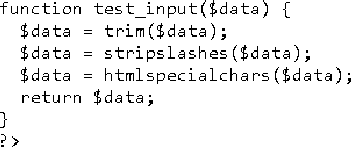 function test_input($data) {
  $data = trim($data);
  $data = stripslashes($data);
  $data = htmlspecialchars($data);
  return $data;
}
?>